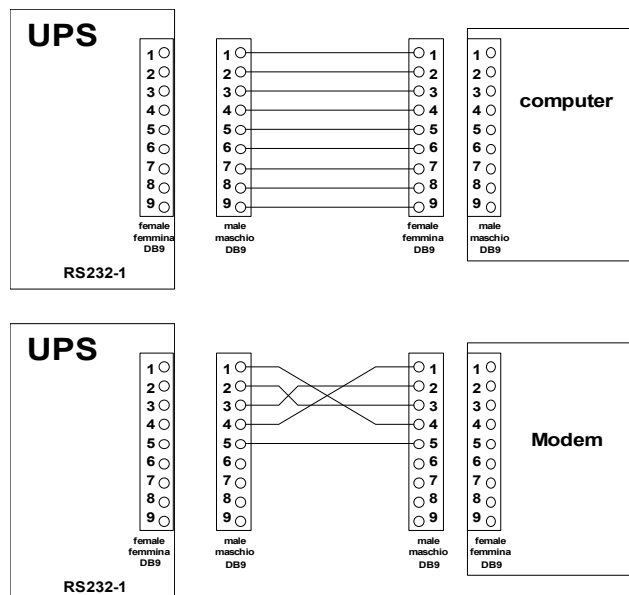 UPS
1 1 1 1
2 2 2 2
3 3 3 3
4 4 4 4
5 5 5 5
6 6 6 6
7 7 7 7
8 8 8 8
9 9 9 9
computer
female
femmina
DB9
male
maschio
DB9
female
femmina
DB9
male
maschio
DB9
RS232-1
UPS
1 1 1 1
2 2 2 2
3 3 3 3
4 4 4 4
5 5 5 5
6 6 6 6
7 7 7 7
8 8 8 8
9 9 9 9
Modem
female
femmina
DB9
male
maschio
DB9
male
maschio
DB9
female
femmina
DB9
RS232-1